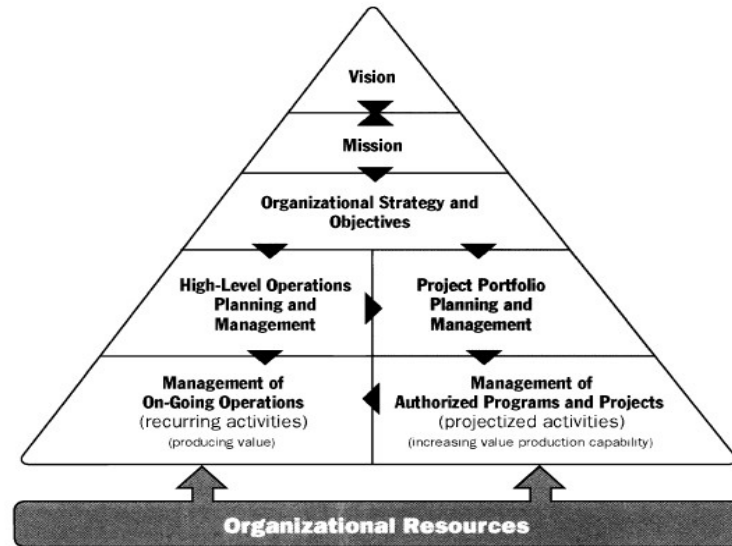 Vision
Mission
Organizational Strategy and
Objectives
High-Level Operations
Planning and
Management
Project Portfolio
Planning and
Management
Management of
On-Going Operations
(recurring activities)
(producing value)
Management of
Authorized Programs and Projects
(projectized activities)
(increasing value production capability)
Organizational Resources